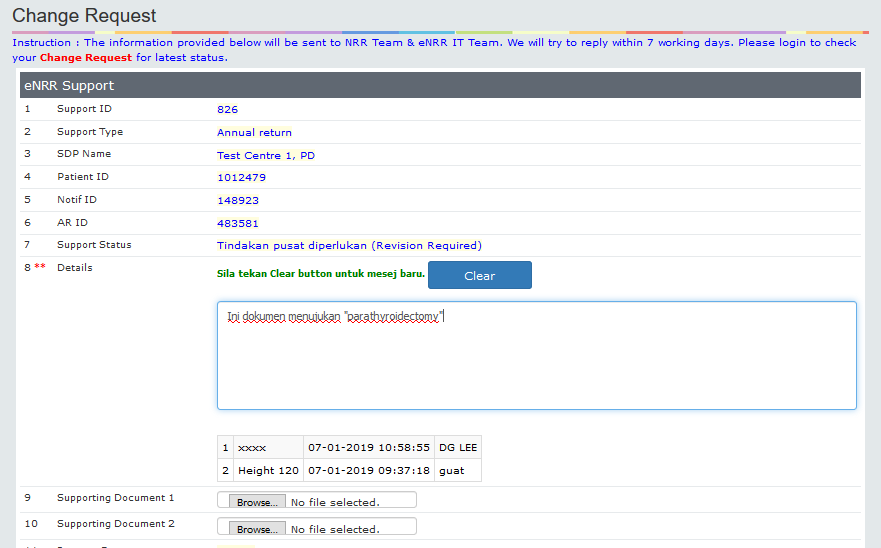 Change Request
Instruction : The information provided below will be sent to NRR Team & eNRR IT Team. We will try to reply within 7 working days. Please login to check
your Change Request for latest status.
eNRR Support
1 Support ID 826
2 Support Type Annual return
3 SDP Name Test Centre 1, PD
4 Patient ID 1012479
5 Notif ID 148923
6 AR ID 483581
7 Support Status Tindakan pusat diperlukan (Revision Required)
8 ** Details Sila tekan Clear button untuk mesej baru. Clear
Ini dokumen menujukan "parathyroidectomy"
1 xxxx 07-01-2019 10:58:55 DG LEE
2 Height 120 07-01-2019 09:37:18 guat
9 Supporting Document 1 Browse... No file selected.
10 Supporting Document 2 Browse... No file selected.